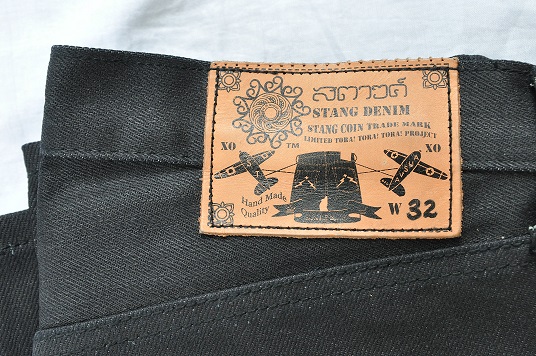 สตางค์
STANG DENIM
STANG COIN TRADE MARK
LIMITED TORA! TORA! TORA! PROJECT
TM
XO
XO
Hand Made
Quality
W 32